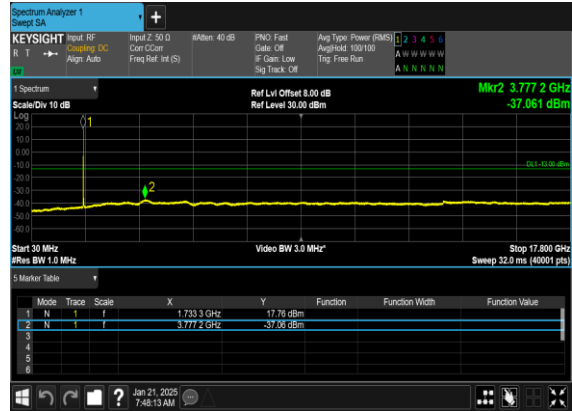 Spectrum Analyzer 1
Swept SA
+
KEYSIGHT
R T
Input: RF
Coupling: DC
Align: Auto
Input Z: 50 Ω
Corr CCorr
Freq Ref: Int (S)
#Atten: 40 dB
PNO: Fast
Gate: Off
IF Gain: Low
Sig Track: Off
Avg Type: Power (RMS)
Avg|Hold: 100/100
Trig: Free Run
1 2 3 4 5 6
A W W W W W
A N N N N N
1 Spectrum
Scale/Div 10 dB
Ref Lvl Offset 8.00 dB
Ref Level 30.00 dBm
Mkr2 3.777 2 GHz
-37.061 dBm
Log
20.0
10.0
0.00
-10.0
-20.0
-30.0
-40.0
-50.0
-60.0
1
2
DL1 -13.00 dBm
Start 30 MHz
#Res BW 1.0 MHz
Video BW 3.0 MHz*
Stop 17.800 GHz
Sweep 32.0 ms (40001 pts)
5 Marker Table
Mode Trace Scale X Y Function Function Width Function Value
1 N 1 f 1.733 3 GHz 17.76 dBm
2 N 1 f 3.777 2 GHz -37.06 dBm
3
4
5
6
?
Jan 21, 2025
7:48:13 AM